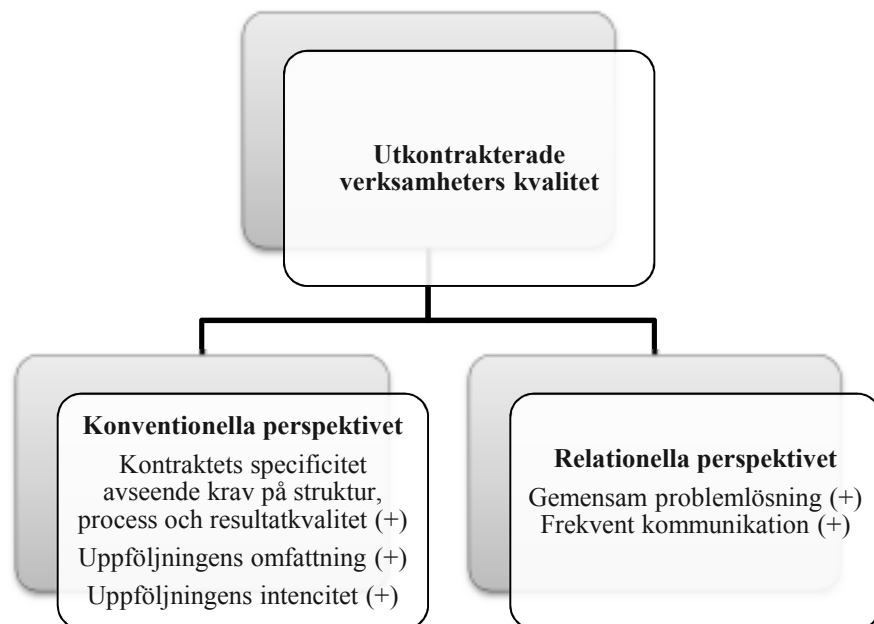 Utkontrakterade
verksamheters kvalitet
Konventionella perspektivet
Kontraktets specificitet
avseende krav på struktur,
process och resultatkvalitet (+)
Uppföljningens omfattning (+)
Uppföljningens intencitet (+)
Relationella perspektivet
Gemensam problemlösning (+)
Frekvent kommunikation (+)